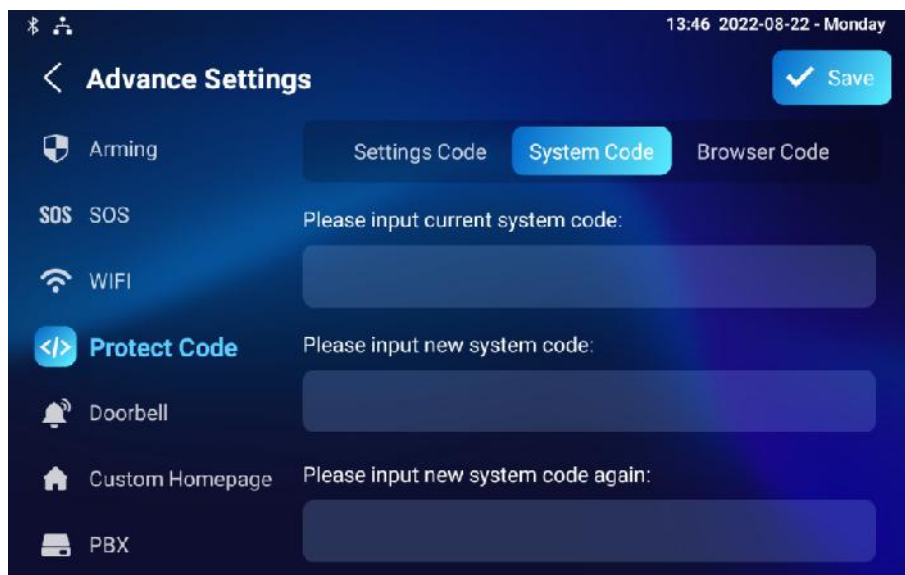 13:46 2022-08-22 - Monday
Advance Settings
Save
Arming
SOS SOS
WIFI
Protect Code
Doorbell
Custom Homepage
PBX
Settings Code System Code Browser Code
Please input current system code:
Please input new system code:
Please input new system code again: